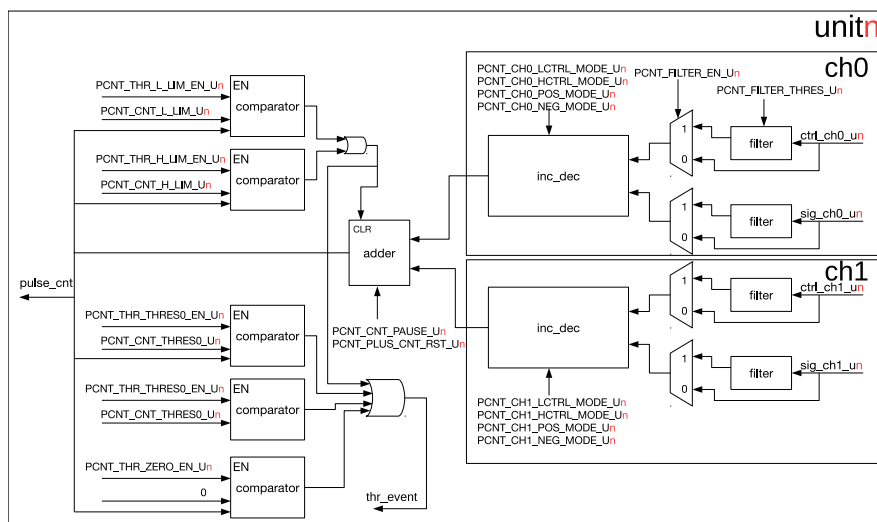 unitn
ch0
PCNT_THR_L_LIM_EN_Un
EN
comparator
PCNT_CNT_L_LIM_Un
PCNT_THR_H_LIM_EN_Un
EN
comparator
PCNT_CNT_H_LIM_Un
PCNT_CH0_LCTRL_MODE_Un
PCNT_CH0_HCTRL_MODE_Un
PCNT_CH0_POS_MODE_Un
PCNT_CH0_NEG_MODE_Un
PCNT_FILTER_EN_Un
PCNT_FILTER_THRES_Un
1
0
filter
ctrl_ch0_un
inc_dec
1
0
filter
sig_ch0_un
CLR
adder
pulse_cnt
PCNT_CNT_PAUSE_Un
PCNT_PLUS_CNT_RST_Un
ch1
1
0
filter
ctrl_ch1_un
inc_dec
1
0
filter
sig_ch1_un
PCNT_CH1_LCTRL_MODE_Un
PCNT_CH1_HCTRL_MODE_Un
PCNT_CH1_POS_MODE_Un
PCNT_CH1_NEG_MODE_Un
PCNT_THR_THRES0_EN_Un
EN
comparator
PCNT_CNT_THRES0_Un
PCNT_THR_THRES0_EN_Un
EN
comparator
PCNT_CNT_THRES0_Un
PCNT_THR_ZERO_EN_Un
EN
comparator
0
thr_event